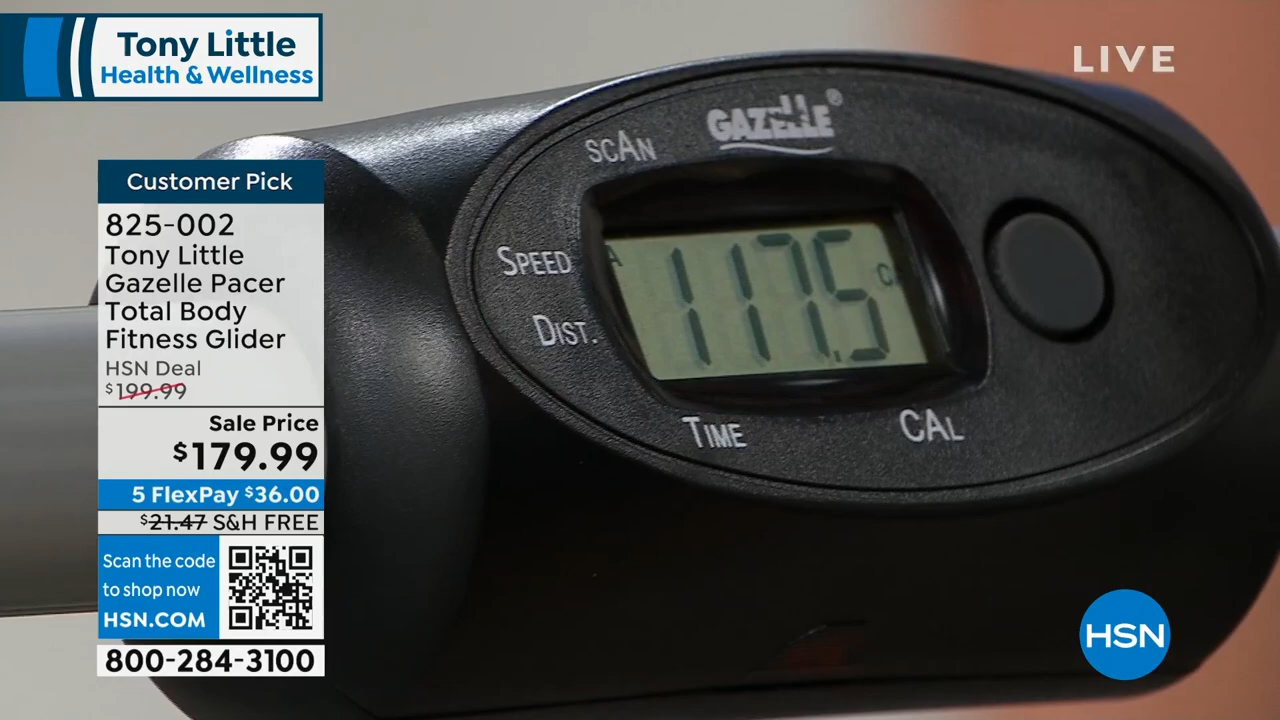 Tony Little
Health & Wellness
LIVE
Customer Pick
825-002
Tony Little
Gazelle Pacer
Total Body
Fitness Glider
HSN Deal
$199.99
Sale Price
$179.99
5 FlexPay $36.00
$21.47 S&H FREE
Scan the code
to shop now
HSN.COM
800-284-3100
GAZELLE®
SCAN
SPEED
DIST.
117.5
TIME
CAL
HSN